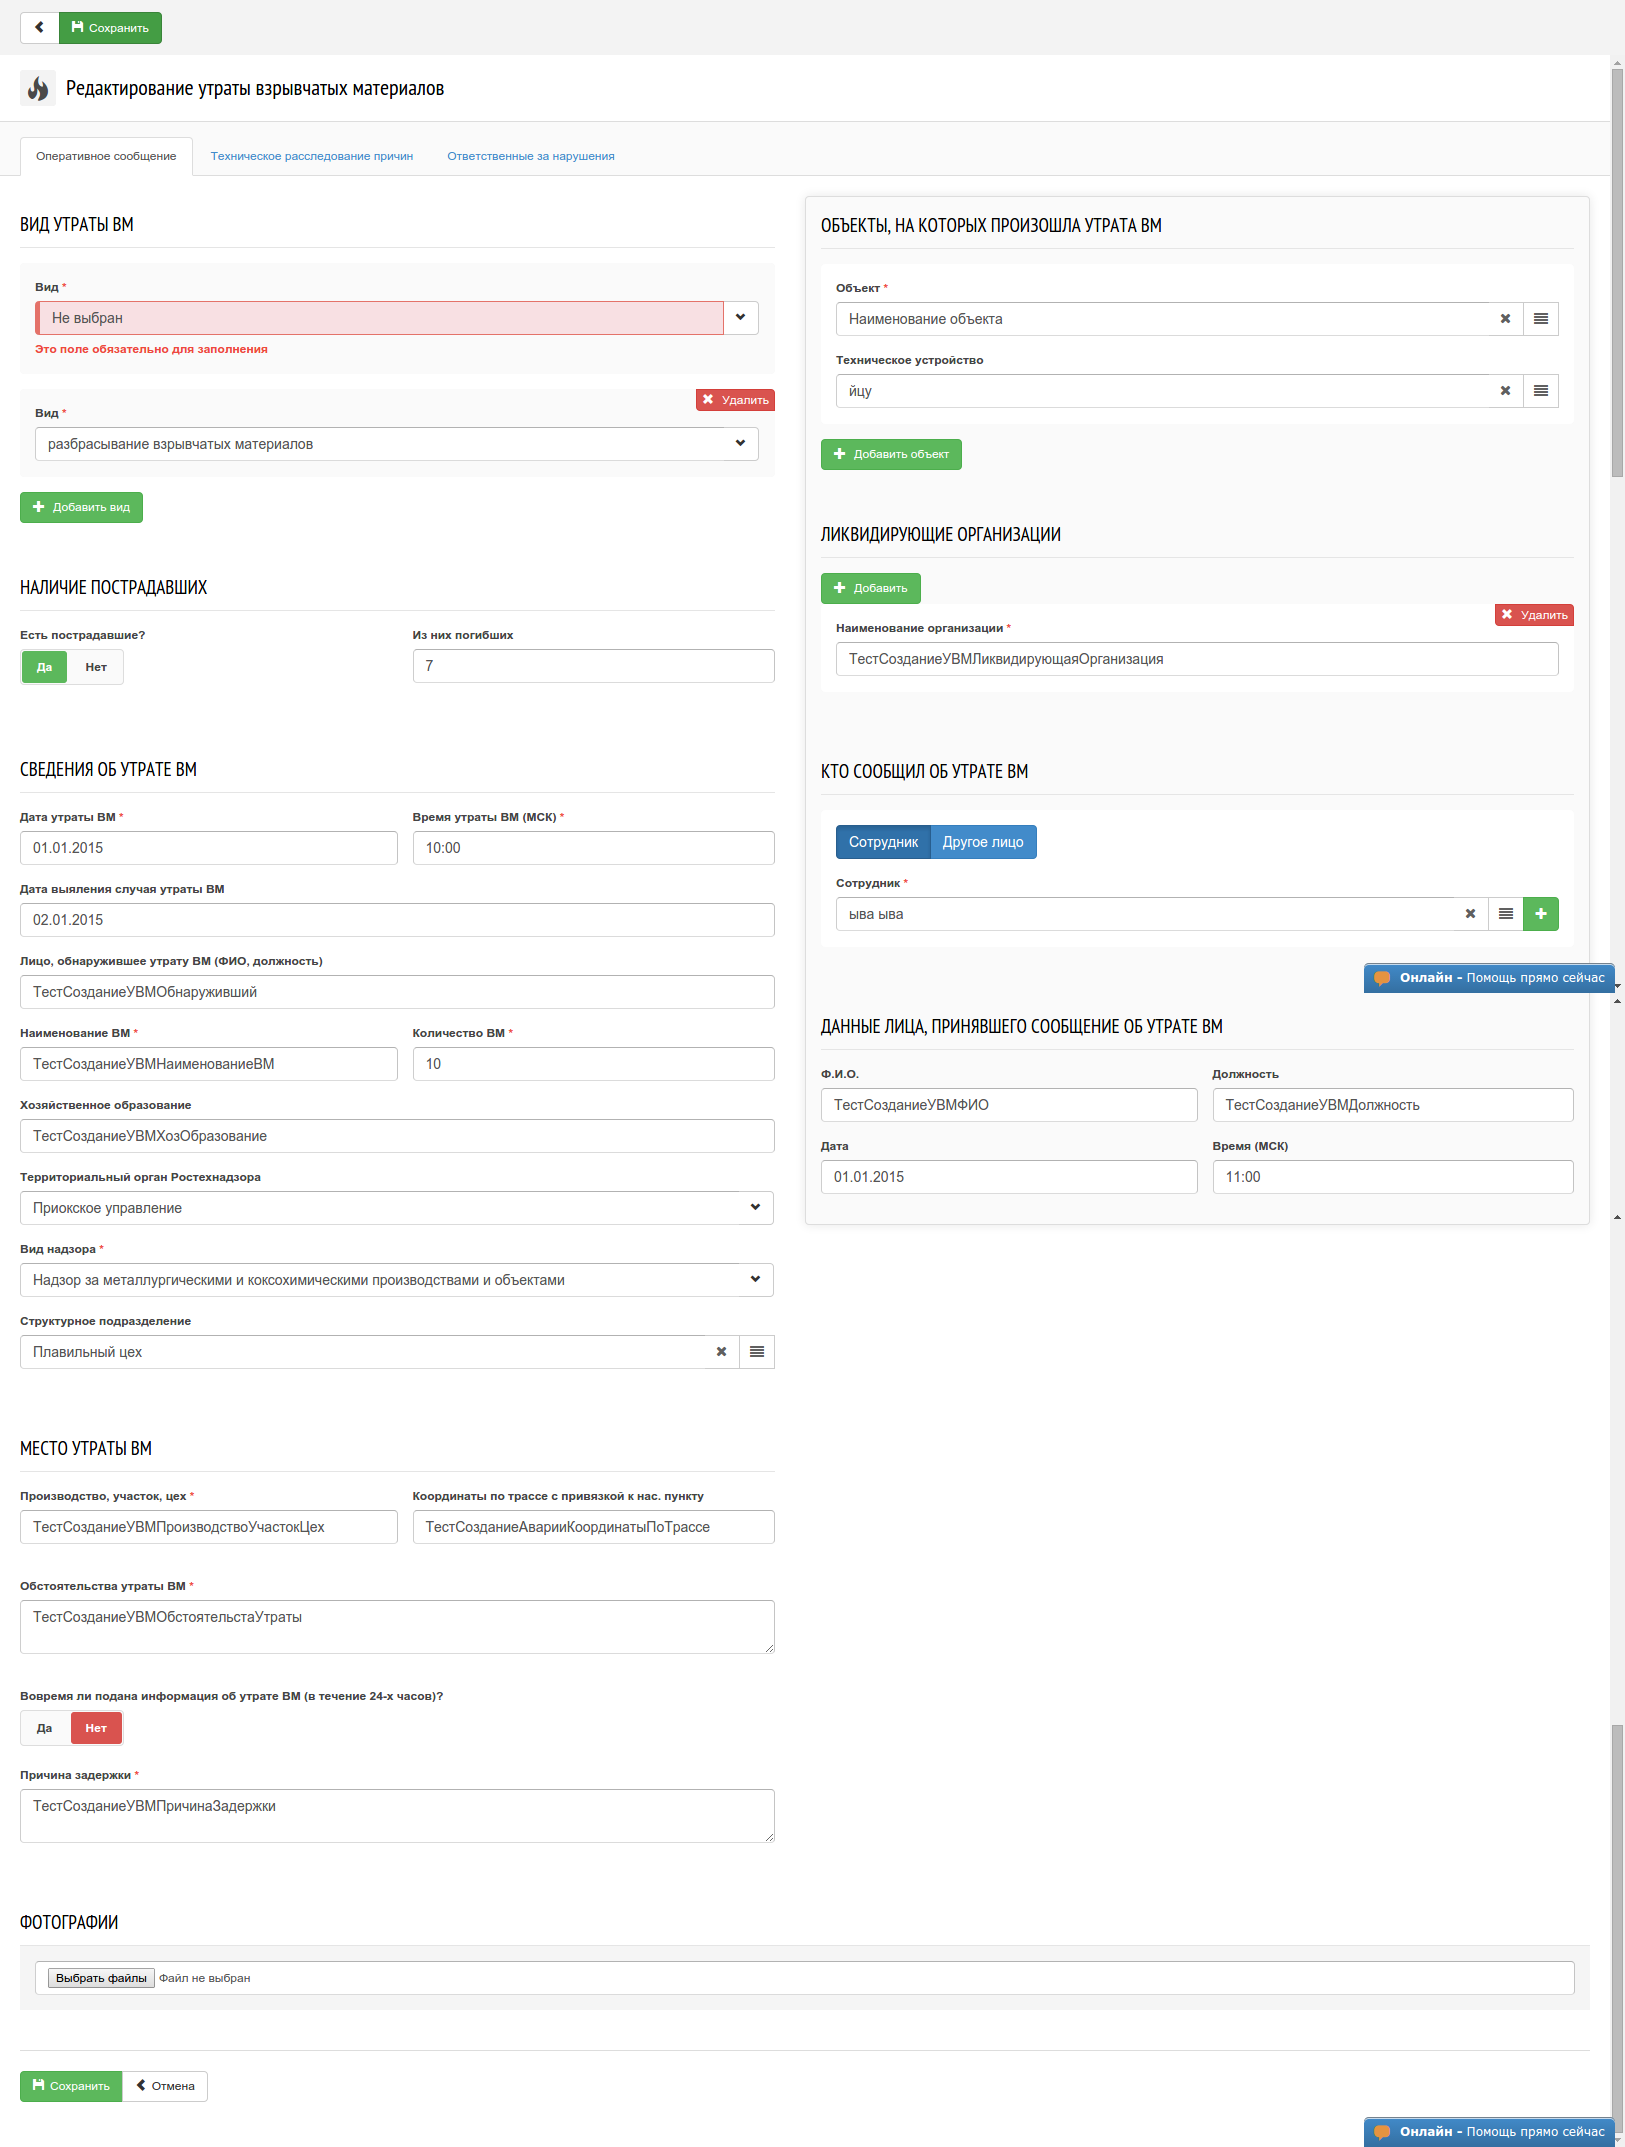 Сохранить
Редактирование утраты взрывчатых материалов
Оперативное сообщение
Техническое расследование причин
Ответственные за нарушения
ВИД УТРАТЫ ВМ
Вид *
Не выбран
Это поле обязательно для заполнения
Удалить
Вид *
разбрасывание взрывчатых материалов
Добавить вид
НАЛИЧИЕ ПОСТРАДАВШИХ
Есть пострадавшие?
Из них погибших
Да Нет
7
СВЕДЕНИЯ ОБ УТРАТЕ ВМ
Дата утраты ВМ *
Время утраты ВМ (МСК) *
01.01.2015
10:00
Дата выяления случая утраты ВМ
02.01.2015
Лицо, обнаружившее утрату ВМ (ФИО, должность)
ТестСозданиеУВМОбнаруживший
Наименование ВМ *
Количество ВМ *
ТестСозданиеУВМНаименованиеВМ
10
Хозяйственное образование
ТестСозданиеУВМХозОбразование
Территориальный орган Ростехнадзора
Приокское управление
Вид надзора *
Надзор за металлургическими и коксохимическими производствами и объектами
Структурное подразделение
Плавильный цех
МЕСТО УТРАТЫ ВМ
Производство, участок, цех *
Координаты по трассе с привязкой к нас. пункту
ТестСозданиеУВМПроизводствоУчастокЦех
ТестСозданиеАварииКоординатыПоТрассе
Обстоятельства утраты ВМ *
ТестСозданиеУВМОбстоятельстаУтраты
Вовремя ли подана информация об утрате ВМ (в течение 24-х часов)?
Да Нет
Причина задержки *
ТестСозданиеУВМПричинаЗадержки
ОБЪЕКТЫ, НА КОТОРЫХ ПРОИЗОШЛА УТРАТА ВМ
Объект *
Наименование объекта
Техническое устройство
йцу
Добавить объект
ЛИКВИДИРУЮЩИЕ ОРГАНИЗАЦИИ
Добавить
Удалить
Наименование организации *
ТестСозданиеУВМЛиквидирующаяОрганизация
КТО СООБЩИЛ ОБ УТРАТЕ ВМ
Сотрудник Другое лицо
Сотрудник *
ыва ыва
Онлайн - Помощь прямо сейчас
ДАННЫЕ ЛИЦА, ПРИНЯВШЕГО СООБЩЕНИЕ ОБ УТРАТЕ ВМ
Ф.И.О.
Должность
ТестСозданиеУВМФИО
ТестСозданиеУВМДолжность
Дата
Время (МСК)
01.01.2015
11:00
ФОТОГРАФИИ
Выбрать файлы Файл не выбран
Сохранить Отмена
Онлайн - Помощь прямо сейчас